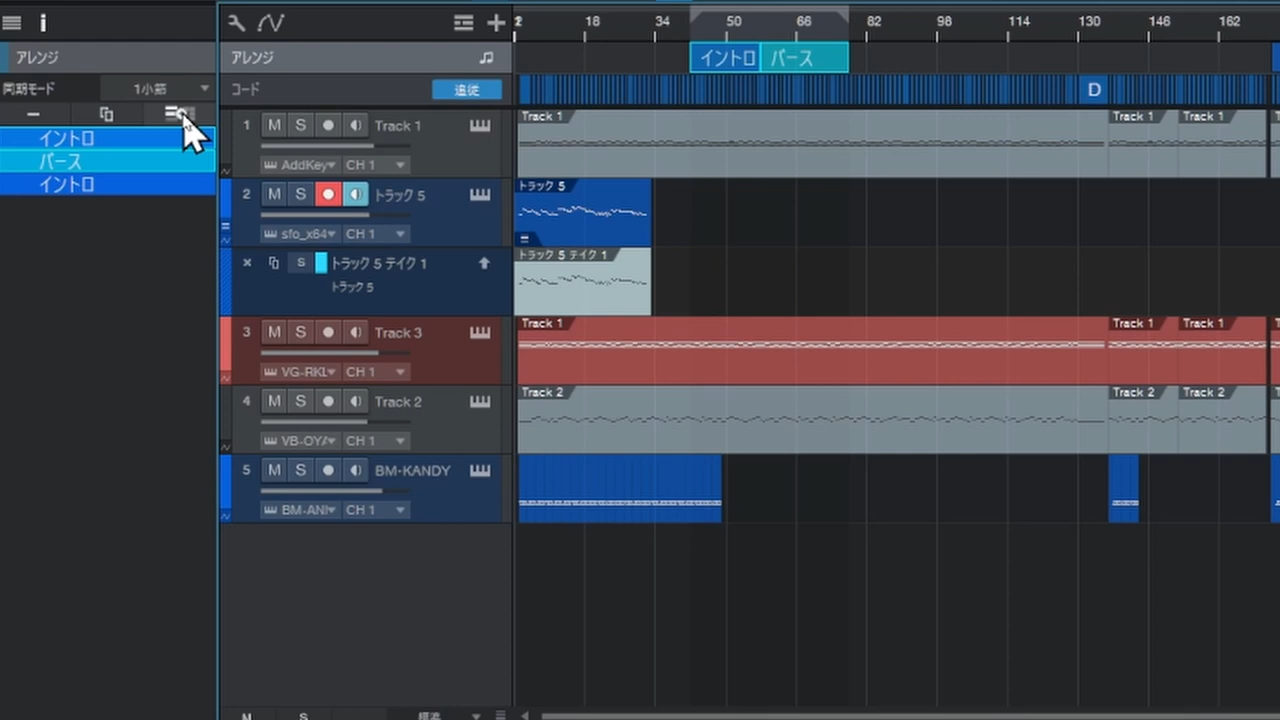 i
2 18 34 50 66 82 98 114 130 146 162
アレンジ アレンジ イントロ バース
同期モード 1小節 コード 追従 D
イントロ
バース
イントロ
1 M S Track 1 Track 1 Track 1 Track 1
AddKey CH 1
2 M S トラック 5 トラック 5
sfo_x64 CH 1
S トラック 5 テイク 1 トラック 5 テイク 1
トラック 5
3 M S Track 3 Track 1 Track 1 Track 1
VG-RKL CH 1
4 M S Track 2 Track 2 Track 2 Track 2
VB-OY CH 1
5 M S BM-KANDY
BM-AN CH 1
M S 標準